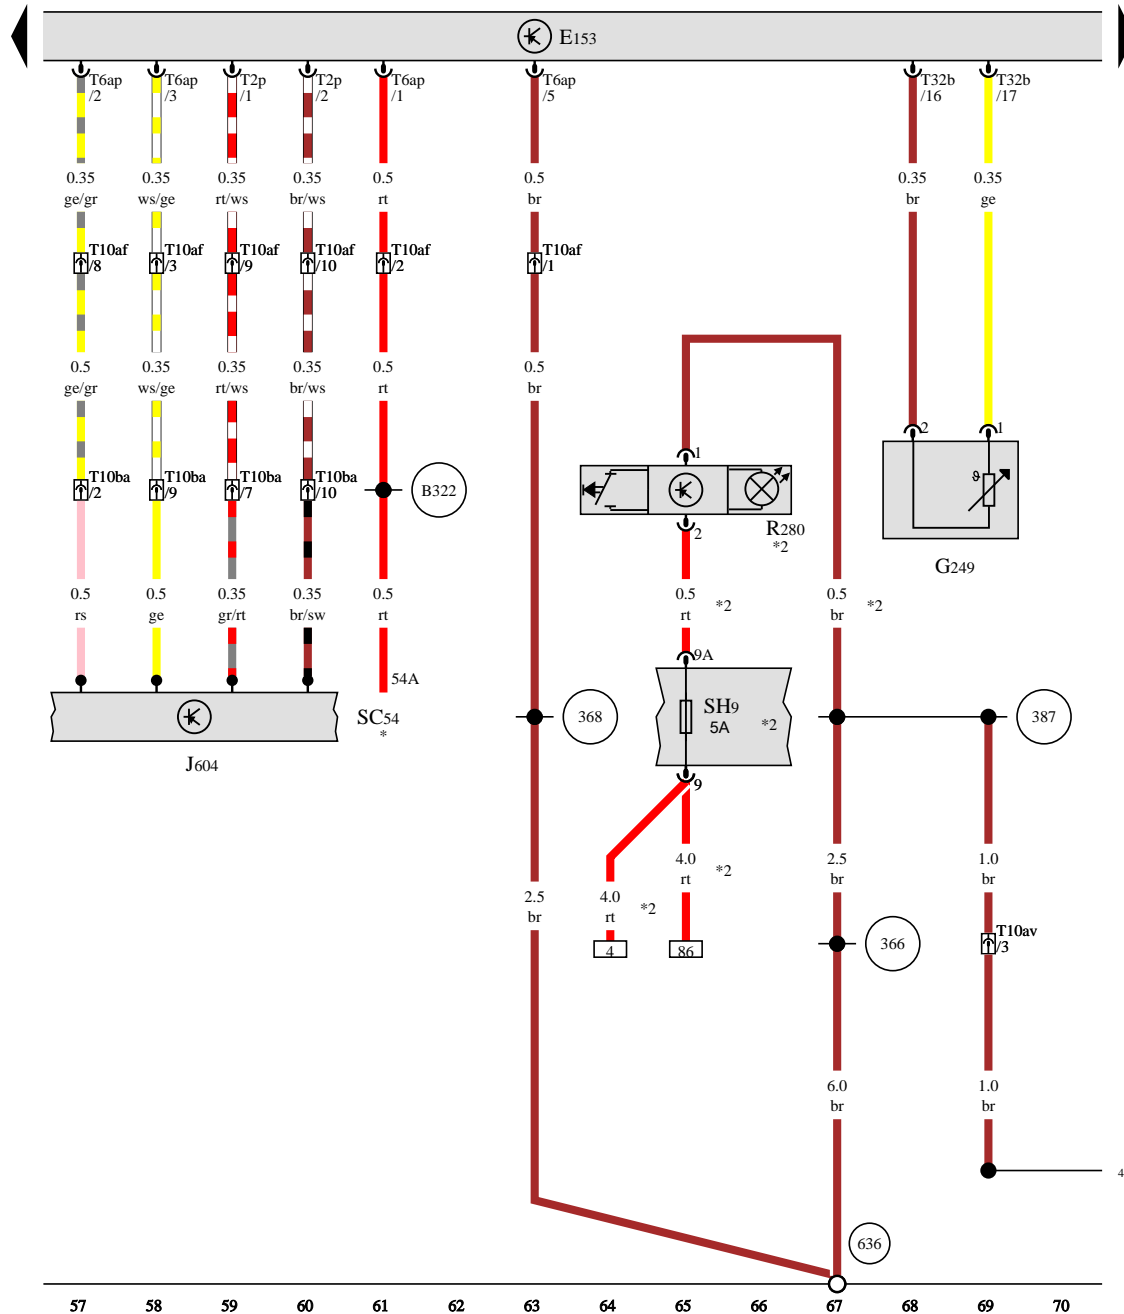 E153
T6ap
/2
T6ap
/3
T2p
/1
T2p
/2
T6ap
/1
T6ap
/5
T32b
/16
T32b
/17
0.35
ge/gr
0.35
ws/ge
0.35
rt/ws
0.35
br/ws
0.5
rt
0.5
br
0.35
br
0.35
ge
T10af
/8
T10af
/3
T10af
/9
T10af
/10
T10af
/2
T10af
/1
0.5
ge/gr
0.35
ws/ge
0.35
rt/ws
0.35
br/ws
0.5
rt
0.5
br
2
1
1
T10ba
/2
T10ba
/9
T10ba
/7
T10ba
/10
B322
ϑ
2
R280
*2
G249
0.5
rs
0.5
ge
0.35
gr/rt
0.35
br/sw
0.5
rt
0.5
rt
*2
0.5
br
*2
9A
54A
SC54
*
368
SH9
5A
*2
387
J604
9
4.0
rt
*2
4.0
rt
*2
2.5
br
2.5
br
1.0
br
4
86
366
T10av
/3
6.0
br
1.0
br
4
636
57 58 59 60 61 62 63 64 65 66 67 68 69 70